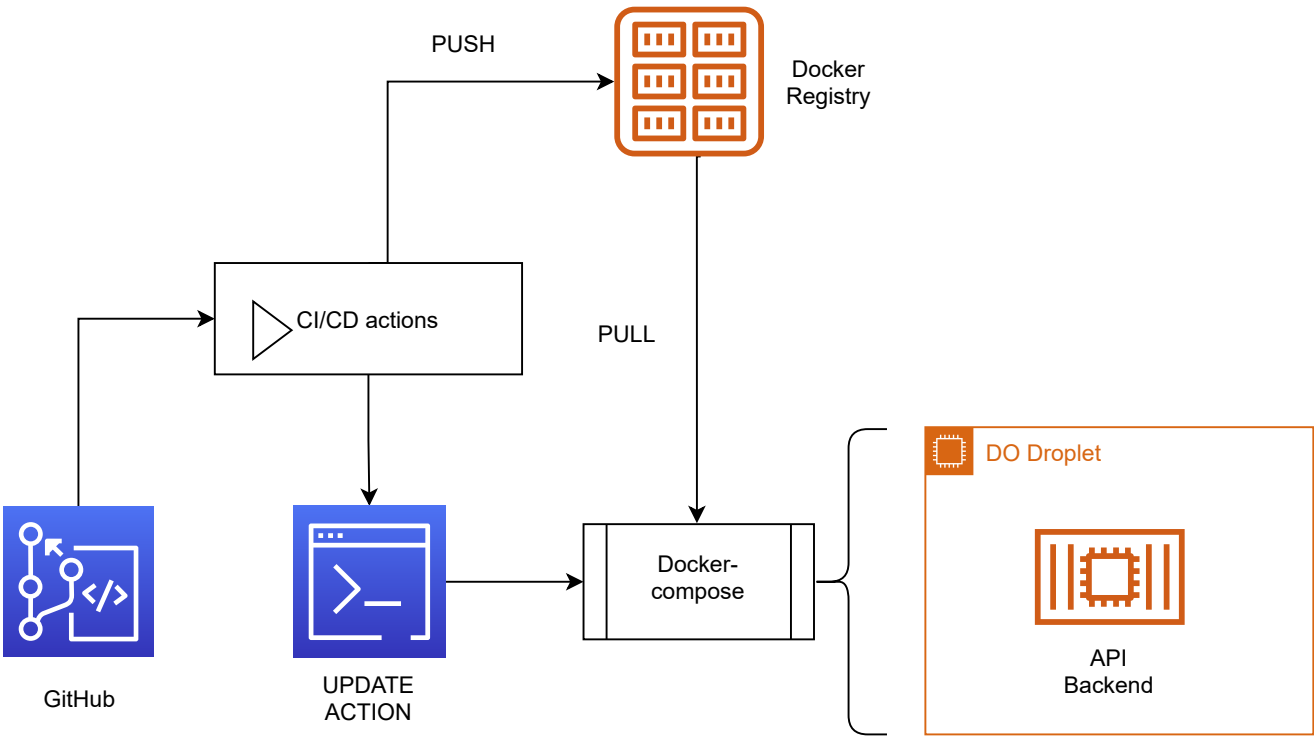 PUSH
Docker
Registry
CI/CD actions
PULL
DO Droplet
Docker-
compose
</>
GitHub
UPDATE
ACTION
API
Backend